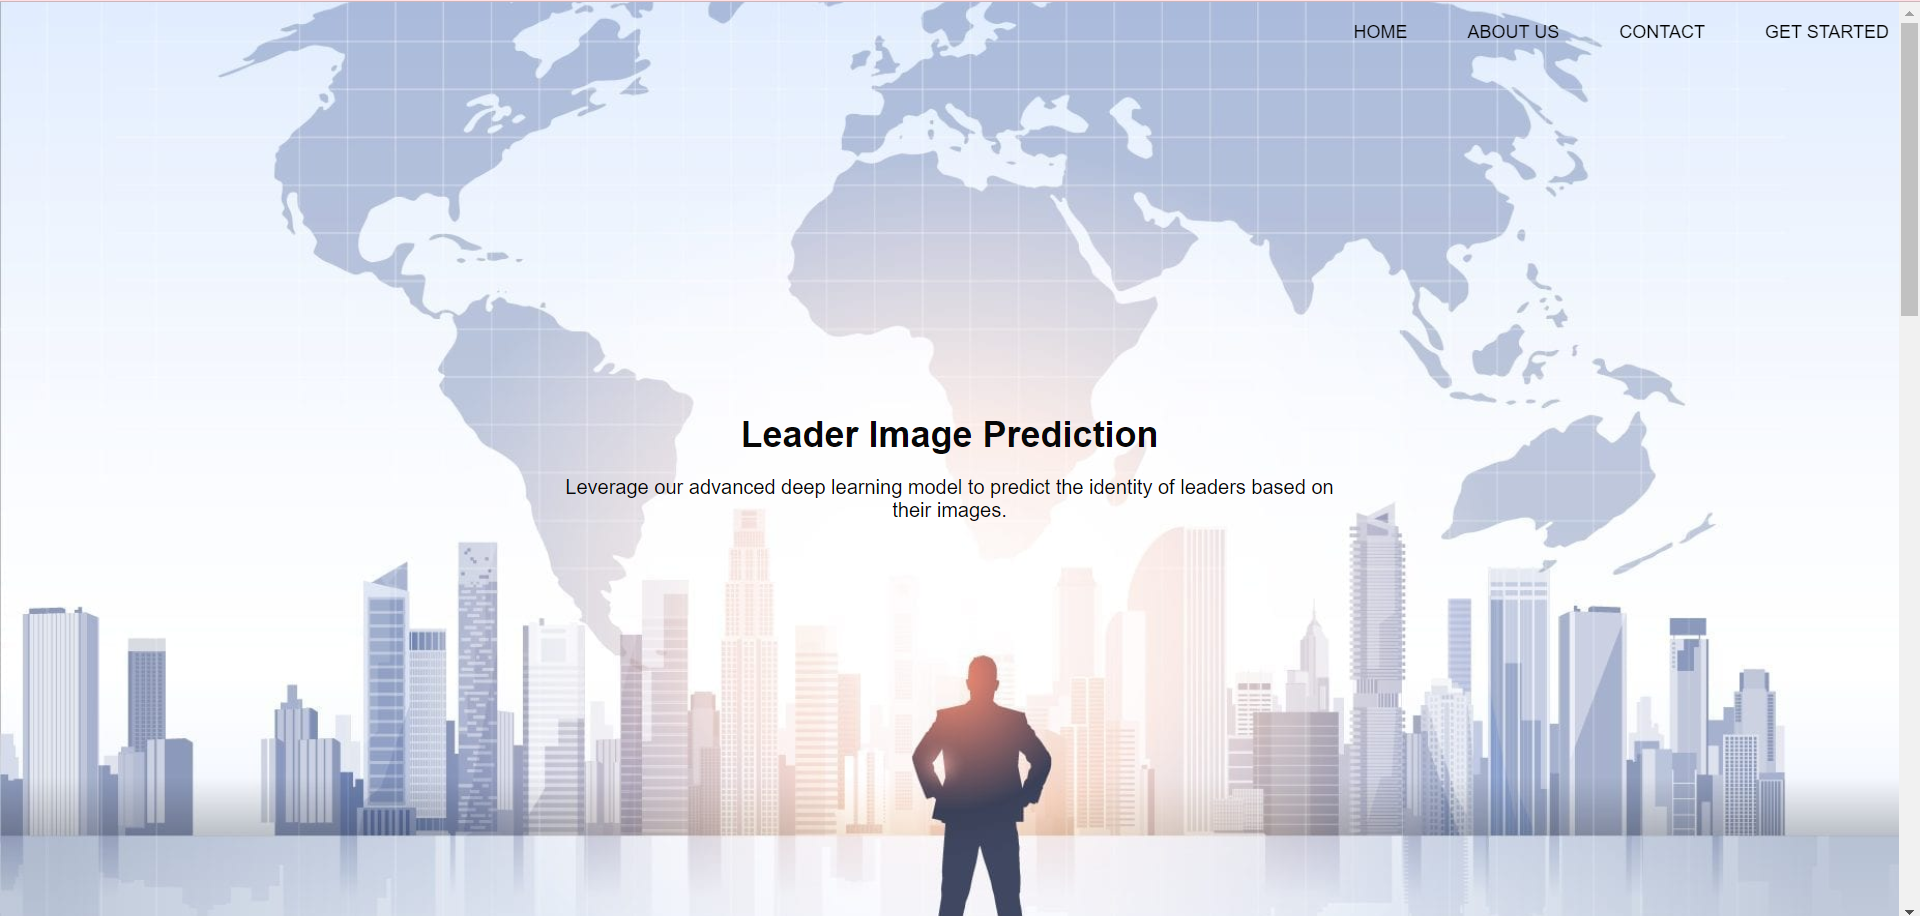 HOME ABOUT US CONTACT GET STARTED
Leader Image Prediction
Leverage our advanced deep learning model to predict the identity of leaders based on
their images.